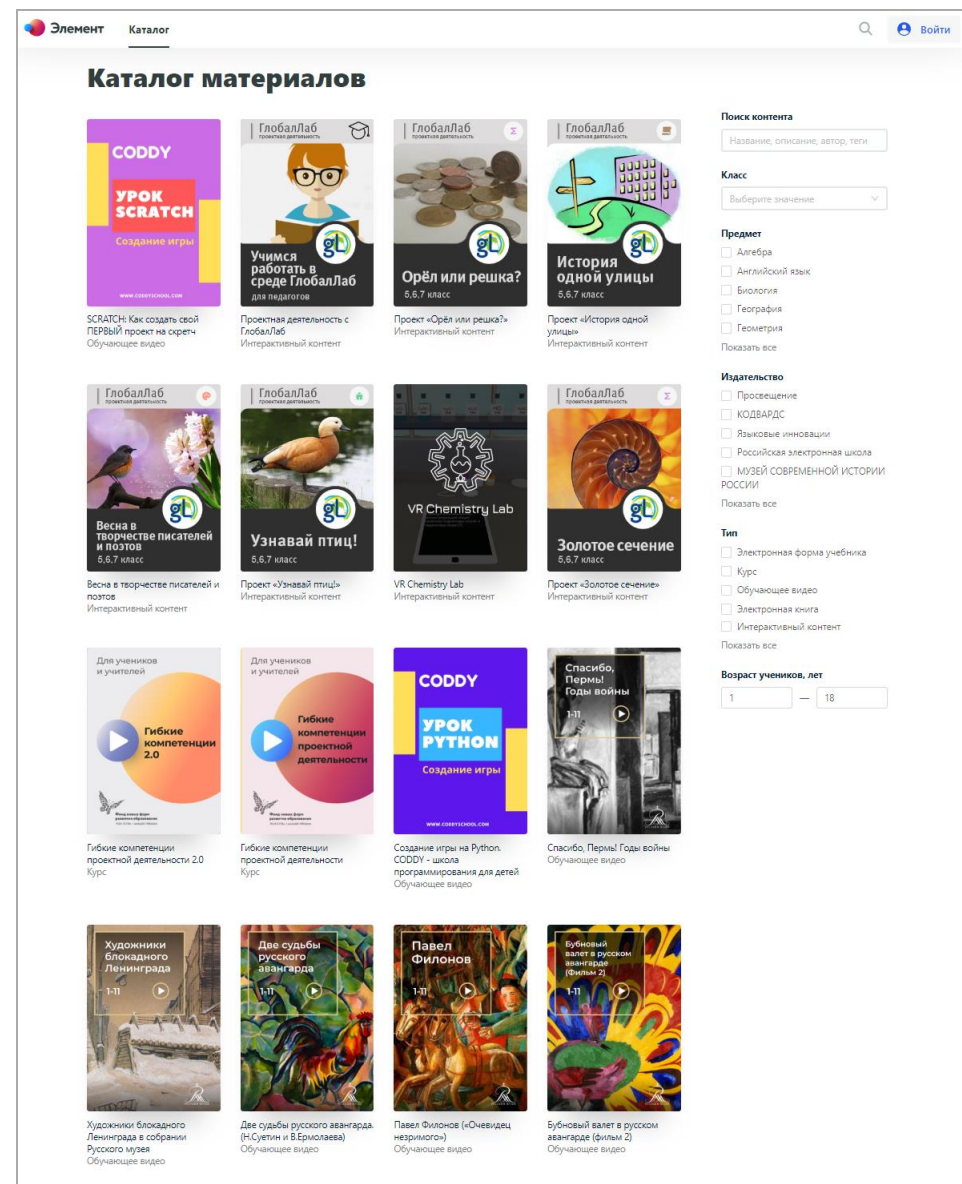 Элемент
Каталог
Войти
Каталог материалов
CODDY
УРОК
SCRATCH
Создание игры
WWW.CODDYSCHOOL.COM
SCRATCH: Как создать свой
ПЕРВЫЙ проект на скретч
Обучающее видео
ГлобалЛаб
проектная деятельность
gL
Учимся
работать в
среде ГлобалЛаб
для педагогов
Проектная деятельность с
ГлобалЛаб
Интерактивный контент
ГлобалЛаб
проектная деятельность
Σ
gL
Орёл или решка?
5,6,7 класс
Проект «Орёл или решка?»
Интерактивный контент
ГлобалЛаб
проектная деятельность
gL
История
одной улицы
5,6,7 класс
Проект «История одной
улицы»
Интерактивный контент
ГлобалЛаб
проектная деятельность
gL
Весна в
творчестве писателей
и поэтов
5,6,7 класс
Весна в творчестве писателей и
поэтов
Интерактивный контент
ГлобалЛаб
проектная деятельность
gL
Узнавай птиц!
5,6,7 класс
Проект «Узнавай птиц!»
Интерактивный контент
VR Chemistry Lab
VR Chemistry Lab
Интерактивный контент
ГлобалЛаб
проектная деятельность
Σ
gL
Золотое сечение
5,6,7 класс
Проект «Золотое сечение»
Интерактивный контент
Для учеников
и учителей
Гибкие
компетенции
2.0
Гибкие компетенции
проектной деятельности 2.0
Курс
Для учеников
и учителей
Гибкие
компетенции
проектной
деятельности
Гибкие компетенции
проектной деятельности
Курс
CODDY
УРОК
PYTHON
Создание игры
WWW.CODDYSCHOOL.COM
Создание игры на Python.
CODDY - школа
программирования для детей
Обучающее видео
Спасибо,
Пермь!
Годы войны
1-11
Спасибо, Пермь! Годы войны
Обучающее видео
Художники
блокадного
Ленинграда
1-11
Художники блокадного
Ленинграда в собрании
Русского музея
Обучающее видео
Две судьбы
русского
авангарда
1-11
Две судьбы русского авангарда.
(Н.Суетин и В.Ермолаева)
Обучающее видео
Павел
Филонов
1-11
Павел Филонов («Очевидец
незримого»)
Обучающее видео
Бубновый
валет в русском
авангарде
(Фильм 2)
1-11
Бубновый валет в русском
авангарде (фильм 2)
Обучающее видео
Поиск контента
Название, описание, автор, теги
Класс
Выберите значение
Предмет
Алгебра
Английский язык
Биология
География
Геометрия
Показать все
Издательство
Просвещение
КОДВАРДС
Языковые инновации
Российская электронная школа
МУЗЕЙ СОВРЕМЕННОЙ ИСТОРИИ
РОССИИ
Показать все
Тип
Электронная форма учебника
Курс
Обучающее видео
Электронная книга
Интерактивный контент
Показать все
Возраст учеников, лет
1 — 18